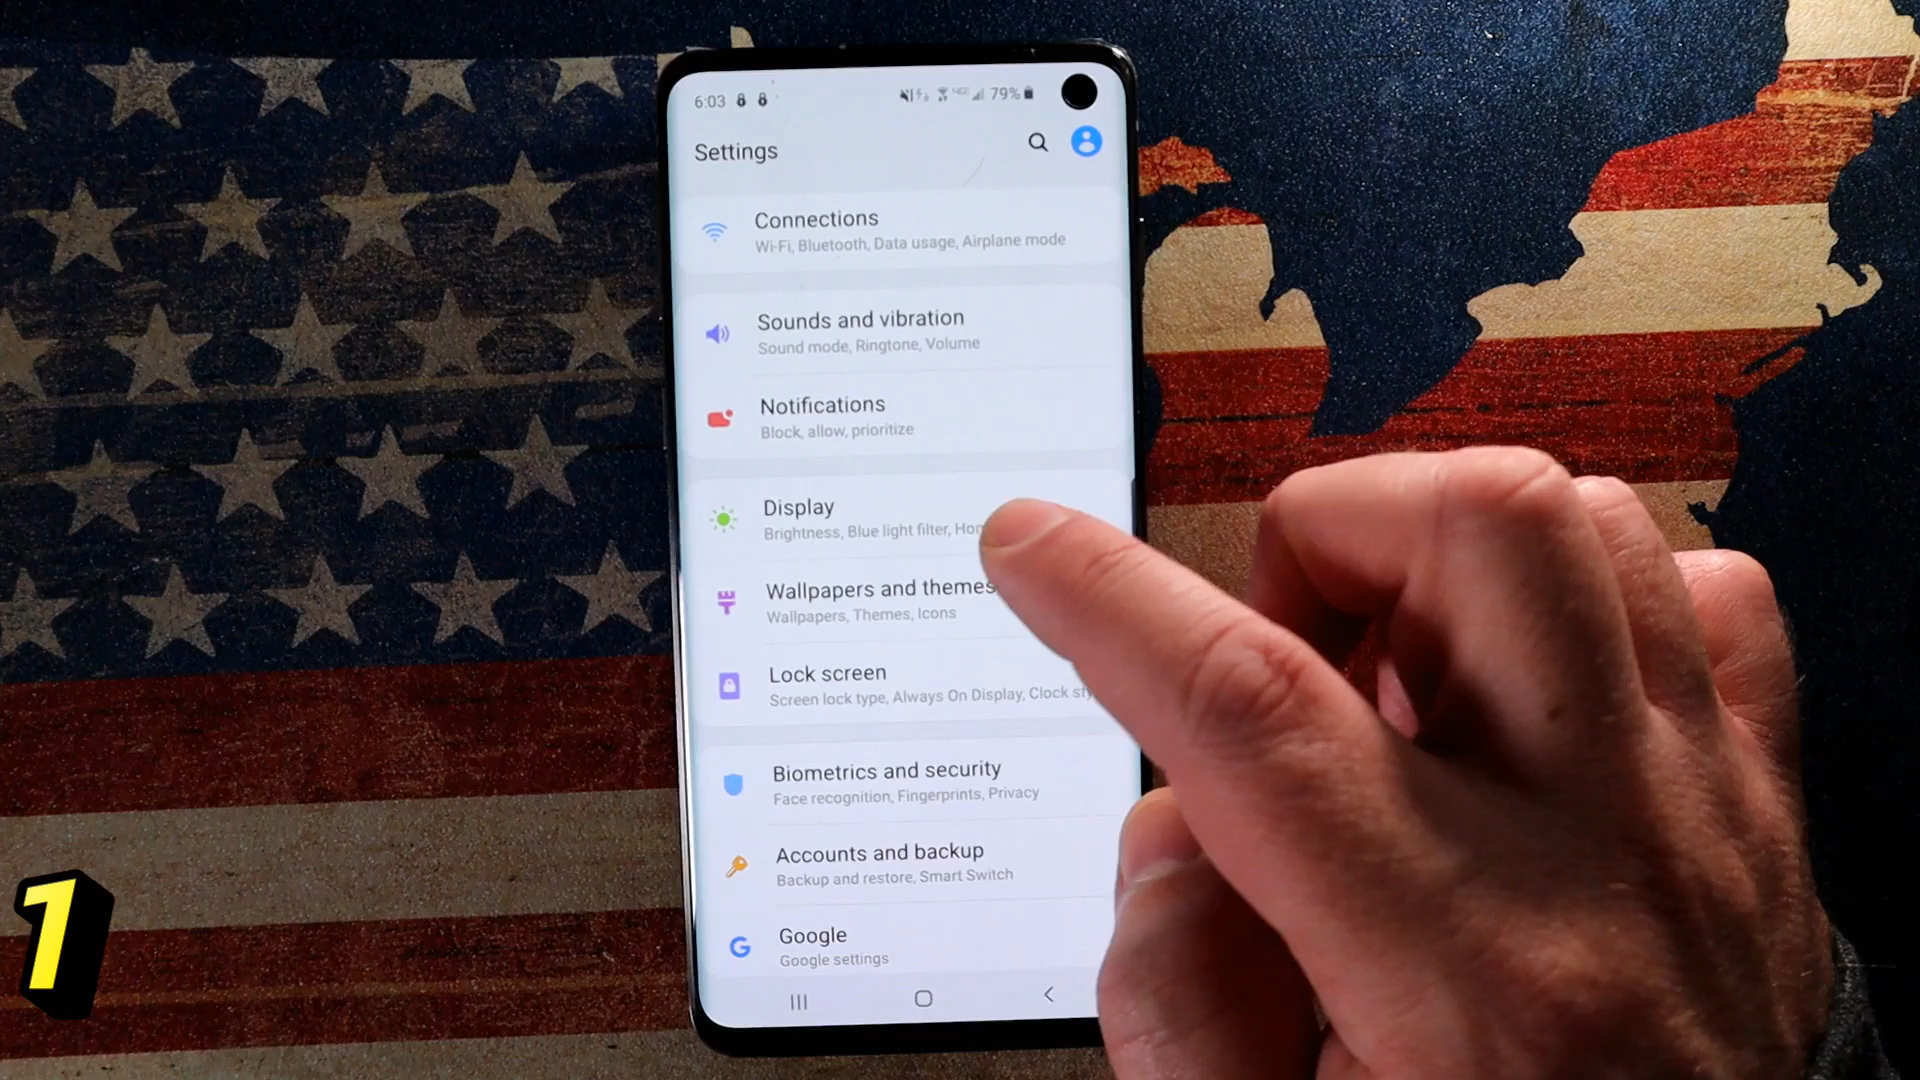 6:03
79%
Settings
Connections
Wi-Fi, Bluetooth, Data usage, Airplane mode
Sounds and vibration
Sound mode, Ringtone, Volume
Notifications
Block, allow, prioritize
Display
Brightness, Blue light filter,
Wallpapers and themes
Wallpapers, Themes, Icons
Lock screen
Screen lock type, Always On Display, Clock
Biometrics and security
Face recognition, Fingerprints, Privacy
Accounts and backup
Backup and restore, Smart Switch
G
Google
Google settings
1